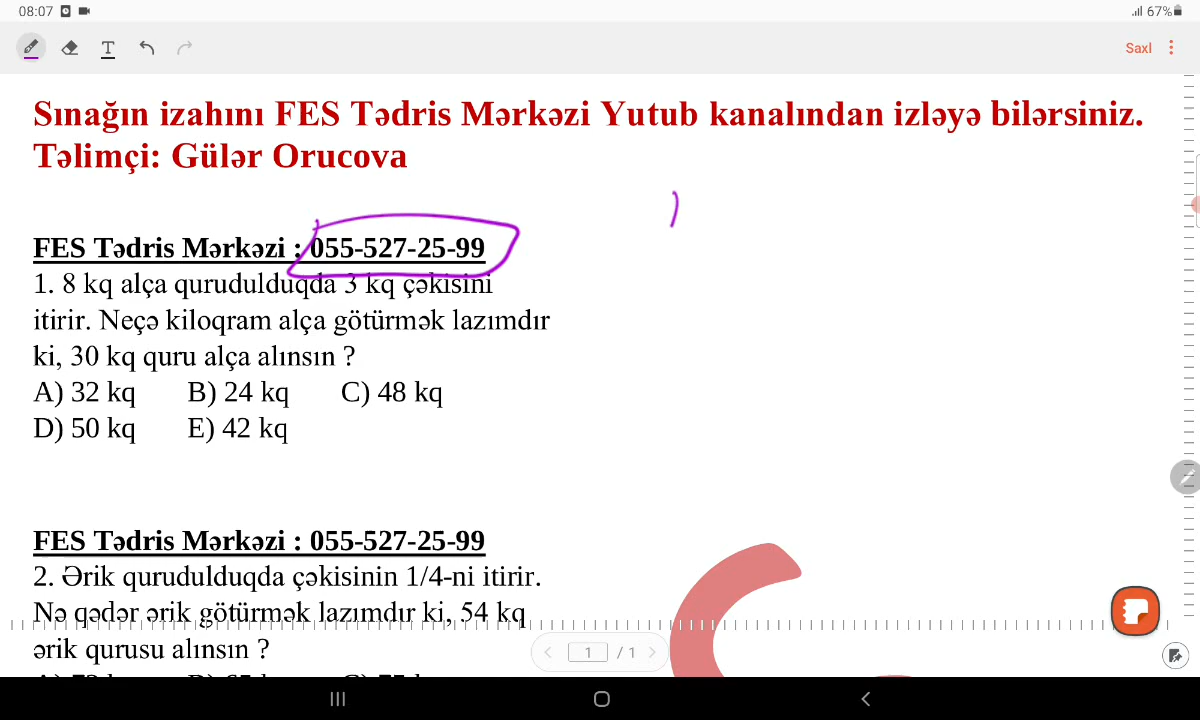 08:07
67%
Saxl
Sınağın izahını FES Tədris Mərkəzi Yutub kanalından izləyə bilərsiniz.
Təlimçi: Gülər Orucova
FES Tədris Mərkəzi : 055-527-25-99
1. 8 kq alça qurudulduqda 3 kq çəkisini
itirir. Neçə kiloqram alça götürmək lazımdır
ki, 30 kq quru alça alınsın ?
A) 32 kq B) 24 kq C) 48 kq
D) 50 kq E) 42 kq
FES Tədris Mərkəzi : 055-527-25-99
2. Ərik qurudulduqda çəkisinin 1/4-ni itirir.
Nə qədər ərik götürmək lazımdır ki, 54 kq
ərik qurusu alınsın ?
1 / 1